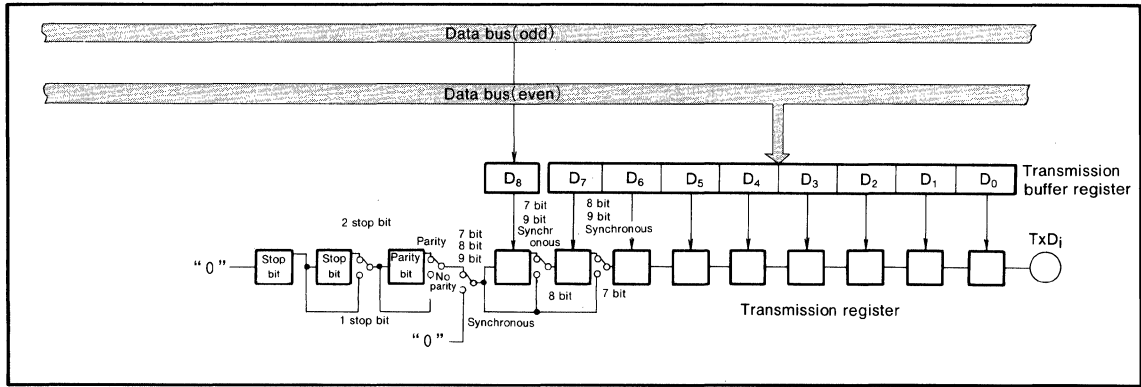 Data bus(odd)
Data bus(even)
D8 D7 D6 D5 D4 D3 D2 D1 D0
Transmission
buffer register
7 bit
9 bit
Synchr
onous
8 bit
9 bit
Synchronous
2 stop bit
Parity
7 bit
8 bit
9 bit
TxDi
"0"
Stop
bit
Stop
bit
Parity
bit
No
parity
8 bit
7 bit
1 stop bit
Synchronous
"0"
Transmission register